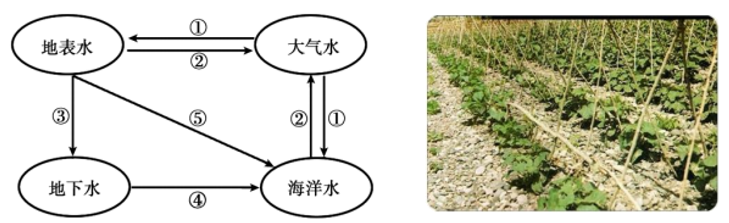 ①
地表水
大气水
②
③
⑤
②
①
地下水
海洋水
④